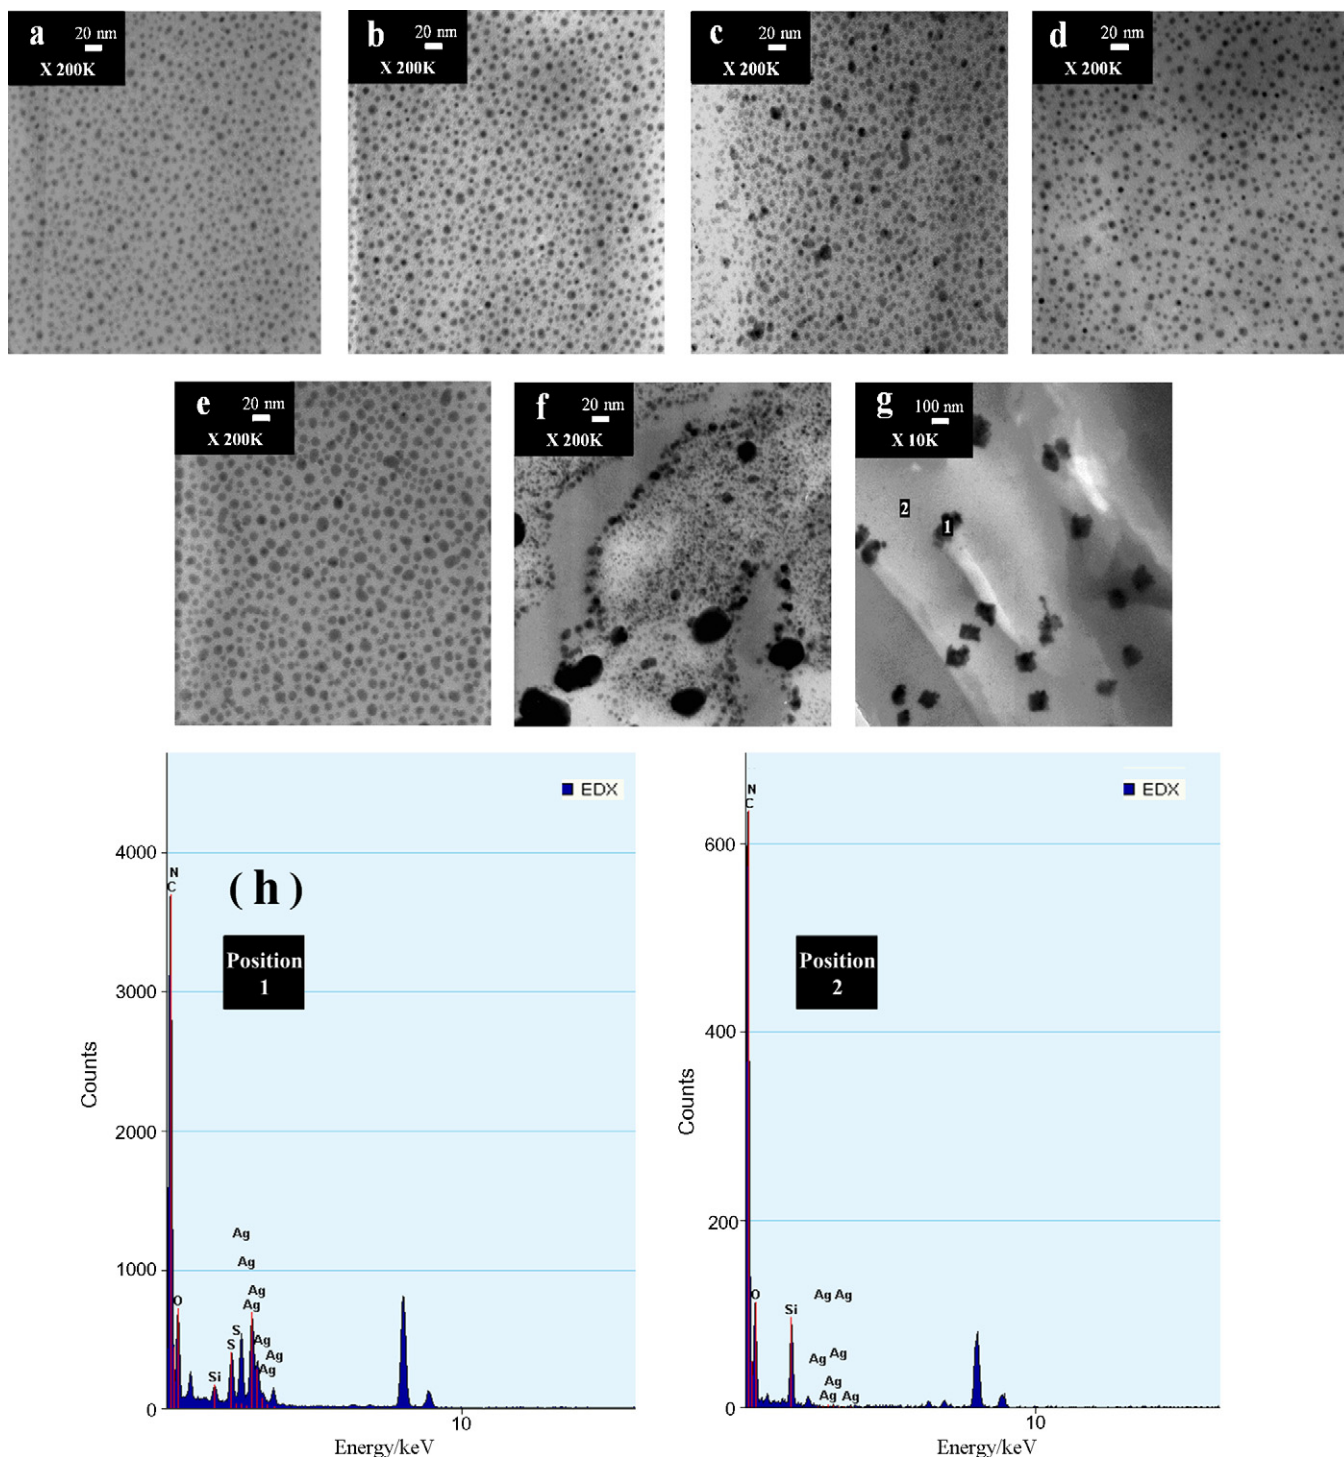 a 20 nm
X 200K
b 20 nm
X 200K
c 20 nm
X 200K
d 20 nm
X 200K
e 20 nm
X 200K
f 20 nm
X 200K
g 100 nm
X 10K
2
1
EDX
4000
N
C
( h )
Position
1
3000
Counts
2000
Ag
Ag
1000
Ag
Ag
O
S
S
Ag
Ag
Ag
Si
0
10
Energy/keV
EDX
N
C
600
Position
2
400
Counts
200
O
Si
Ag Ag
Ag
Ag
Ag
Ag
Ag
0
10
Energy/keV